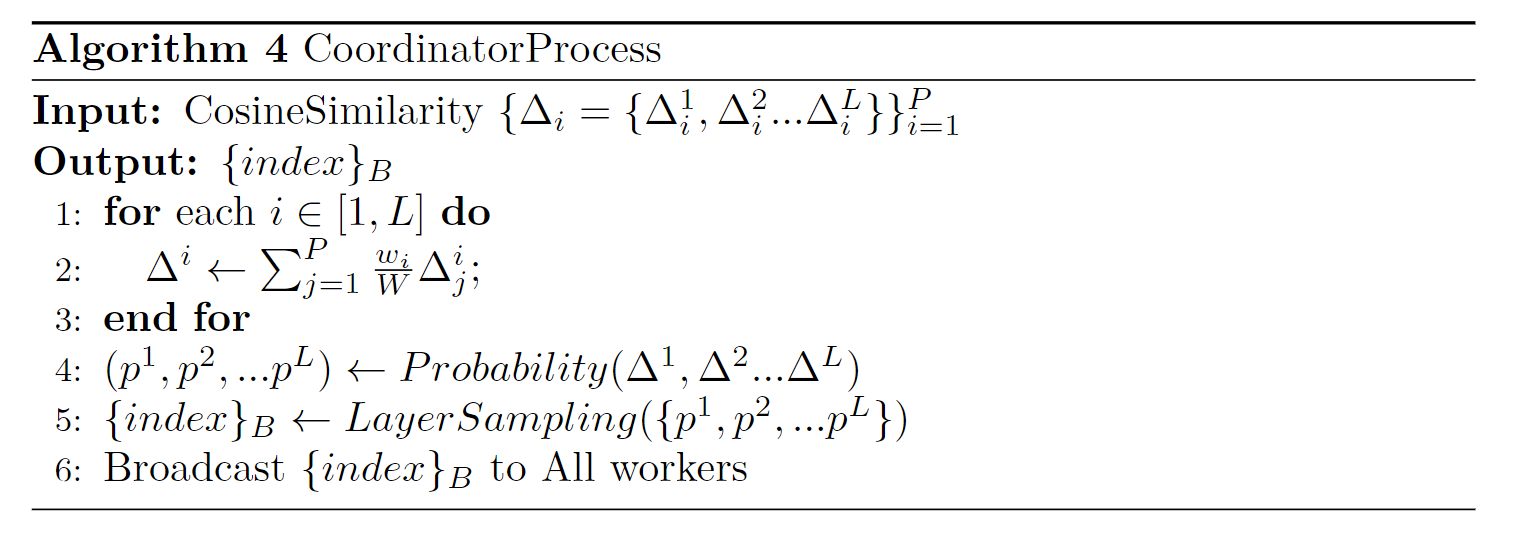 Algorithm 4 CoordinatorProcess
Input: CosineSimilarity $\{\Delta_i = \{\Delta_i^1, \Delta_i^2 ... \Delta_i^L\}\}_{i=1}^P$
Output: $\{index\}_B$
1: for each $i \in [1, L]$ do
2: $\Delta^i \leftarrow \sum_{j=1}^{P} \frac{w_i}{W} \Delta_j^i$;
3: end for
4: $(p^1, p^2, ...p^L) \leftarrow Probability(\Delta^1, \Delta^2 ... \Delta^L)$
5: $\{index\}_B \leftarrow LayerSampling(\{p^1, p^2, ...p^L\})$
6: Broadcast $\{index\}_B$ to All workers